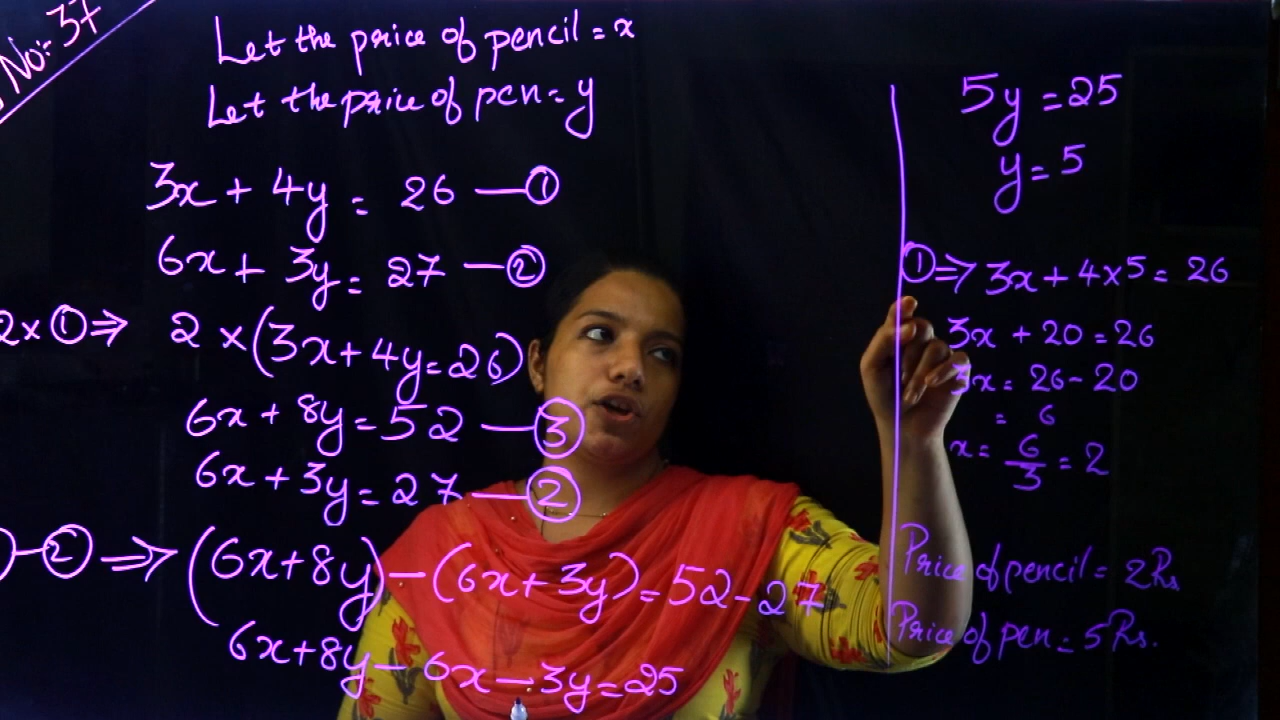 No:- 37
Let the price of pencil = x
Let the price of pen = y
3x + 4y = 26 — ①
6x + 3y = 27 — ②
2 x ① ⇒ 2 x (3x + 4y = 26)
6x + 8y = 52 — ③
6x + 3y = 27 — ②
- ② ⇒ (6x + 8y) - (6x + 3y) = 52 - 27
6x + 8y - 6x - 3y = 25
5y = 25
y = 5
① ⇒ 3x + 4 x 5 = 26
3x + 20 = 26
3x = 26 - 20
= 6
x = 6/3 = 2
Price of pencil = 2 Rs
Price of pen = 5 Rs.